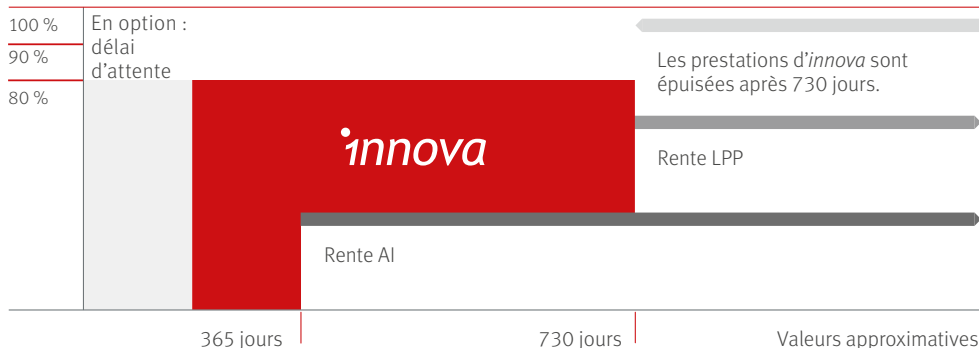 100 %
90 %
80 %
En option :
délai
d'attente
innova
Les prestations d'innova sont
épuisées après 730 jours.
Rente LPP
Rente AI
365 jours
730 jours
Valeurs approximatives